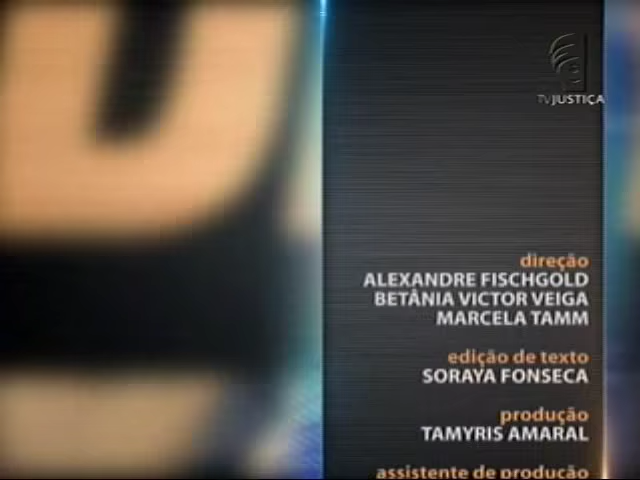 TV JUSTIÇA
direção
ALEXANDRE FISCHGOLD
BETÂNIA VICTOR VEIGA
MARCELA TAMM
edição de texto
SORAYA FONSECA
produção
TAMYRIS AMARAL
assistente de produção